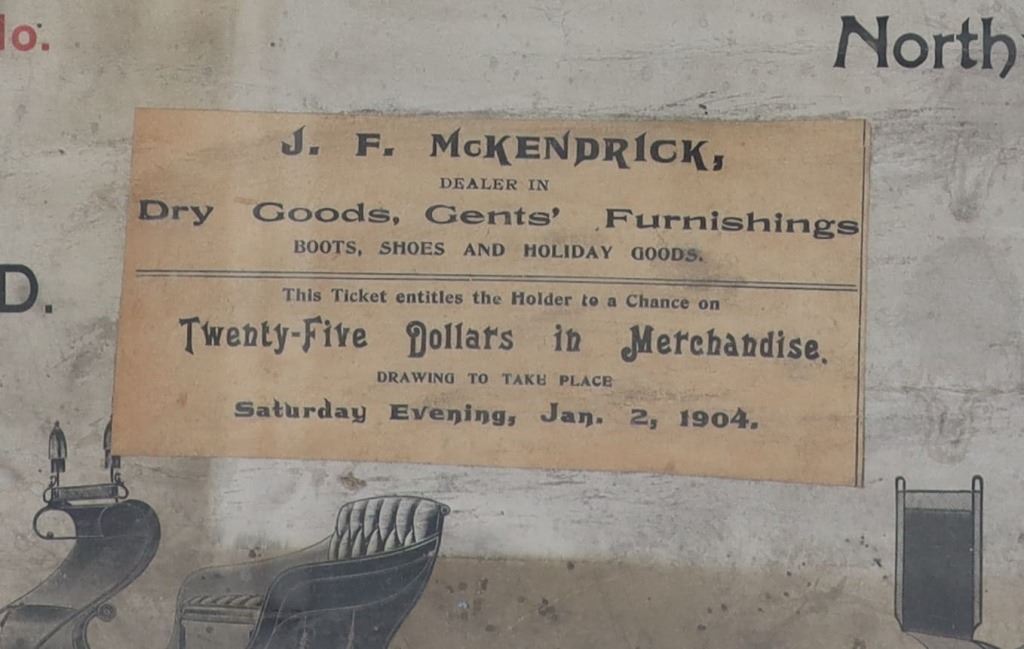 lo.
North
J. F. McKENDRICK,
DEALER IN
Dry Goods, Gents' Furnishings
BOOTS, SHOES AND HOLIDAY GOODS.
D.
This Ticket entitles the Holder to a Chance on
Twenty-Five Dollars in Merchandise.
DRAWING TO TAKE PLACE
Saturday Evening, Jan. 2, 1904.